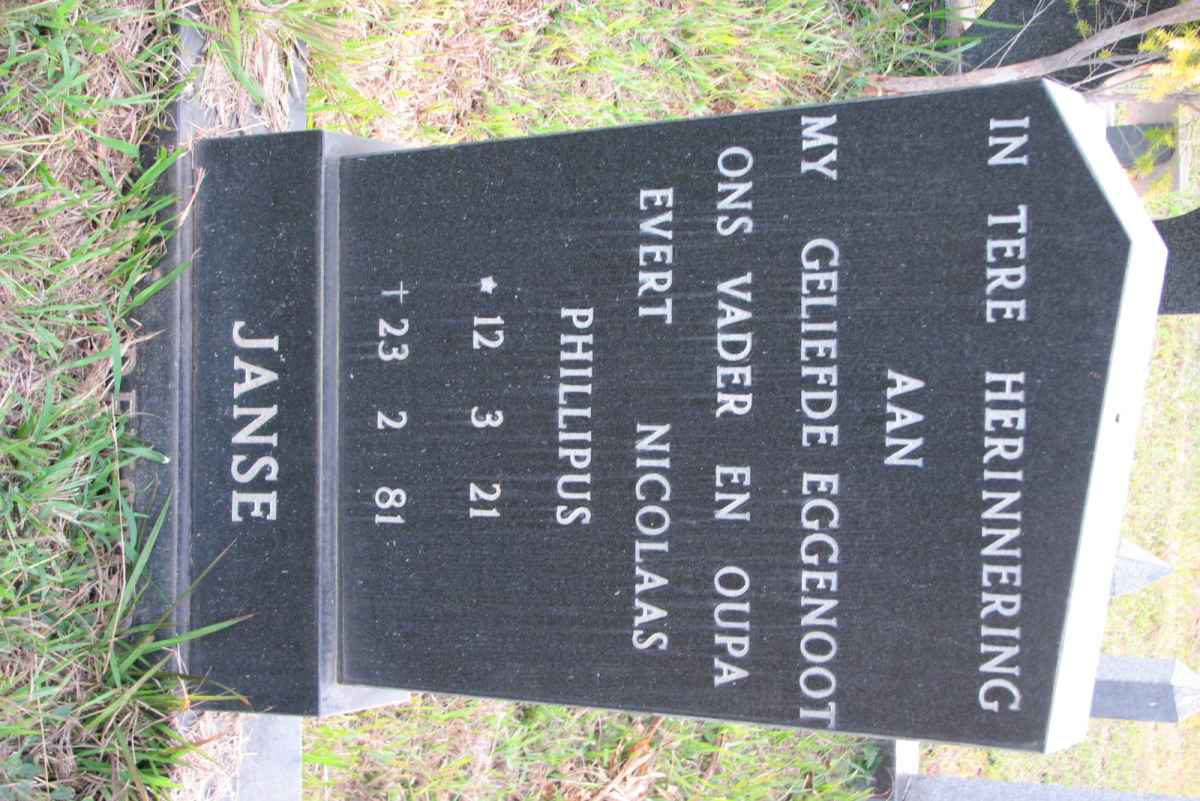 IN TERE HERINNERING
AAN
MY GELIEFDE EGGENOOT
ONS VADER EN OUPA
EVERT NICOLAAS
PHILLIPUS
★ 12 3 21
† 23 2 81
JANSE